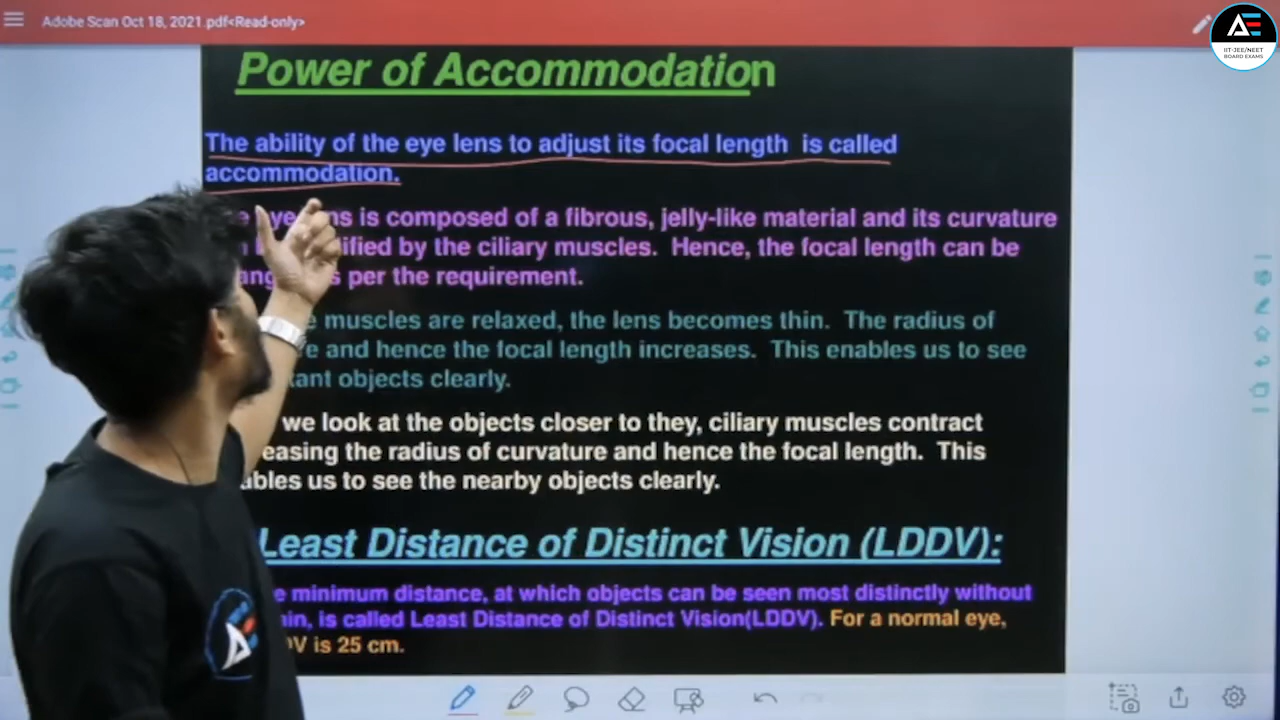 Adobe Scan Oct 18, 2021.pdf<Read-only>
AE
IIT-JEE/NEET
BOARD EXAMS
Power of Accommodation
The ability of the eye lens to adjust its focal length is called
accommodation.
is composed of a fibrous, jelly-like material and its curvature
by the ciliary muscles. Hence, the focal length can be
per the requirement.
muscles are relaxed, the lens becomes thin. The radius of
and hence the focal length increases. This enables us to see
objects clearly.
we look at the objects closer to they, ciliary muscles contract
the radius of curvature and hence the focal length. This
us to see the nearby objects clearly.
Least Distance of Distinct Vision (LDDV):
minimum distance, at which objects can be seen most distinctly without
is called Least Distance of Distinct Vision(LDDV). For a normal eye,
is 25 cm.